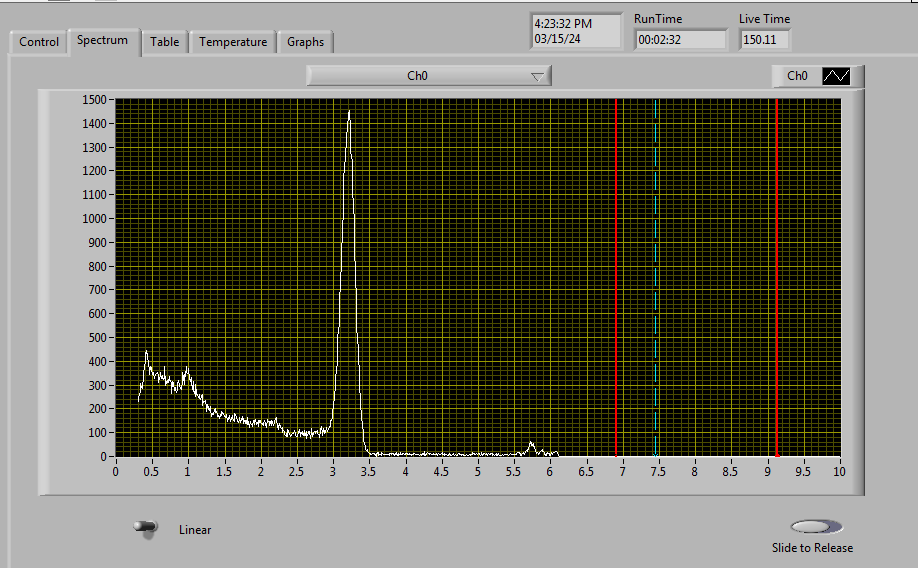 4:23:32 PM
03/15/24
RunTime
00:02:32
Live Time
150.11
Control
Spectrum
Table
Temperature
Graphs
Ch0
Ch0
1500
1400
1300
1200
1100
1000
900
800
700
600
500
400
300
200
100
0
0 0.5 1 1.5 2 2.5 3 3.5 4 4.5 5 5.5 6 6.5 7 7.5 8 8.5 9 9.5 10
Linear
Slide to Release